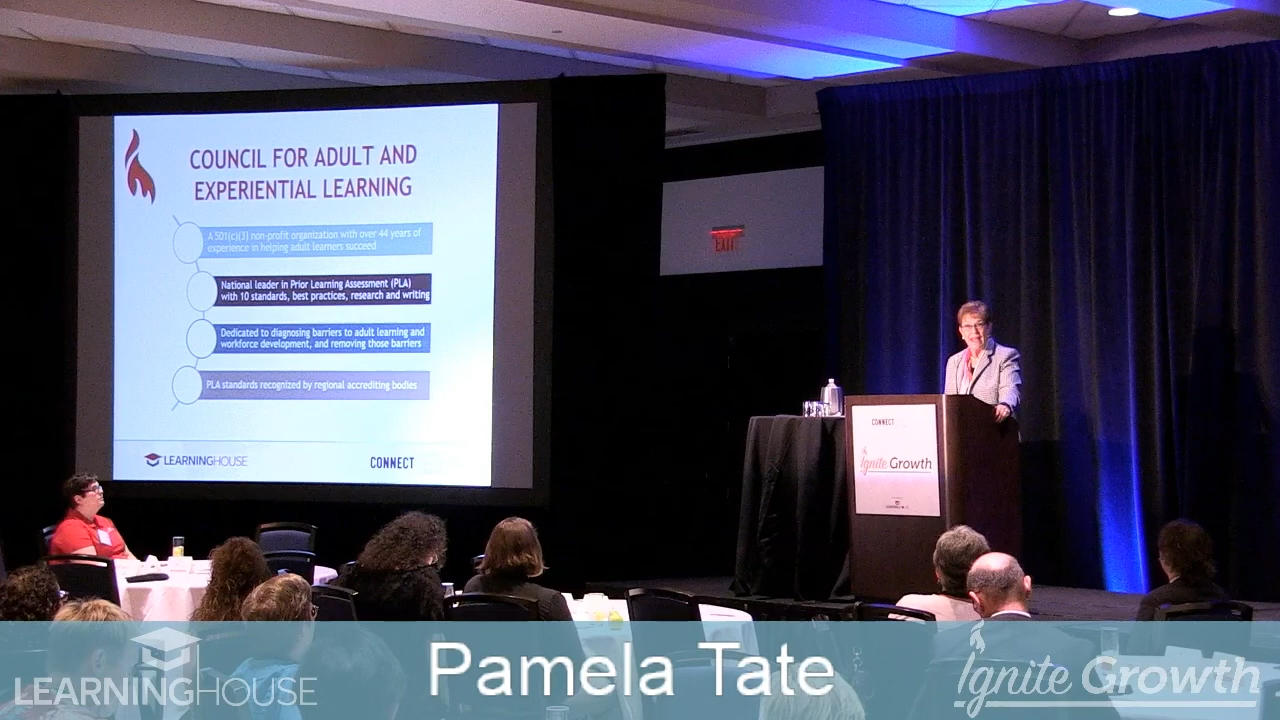 COUNCIL FOR ADULT AND
EXPERIENTIAL LEARNING
A 501(c)(3) non-profit organization with over 44 years of
experience in helping adult learners succeed
National leader in Prior Learning Assessment (PLA)
with 10 standards, best practices, research and writing
Dedicated to diagnosing barriers to adult learning and
workforce development, and removing those barriers
PLA standards recognized by regional accrediting bodies
LEARNINGHOUSE
CONNECT
EXIT
CONNECT
Ignite Growth
LEARNINGHOUSE
Pamela Tate
Ignite Growth